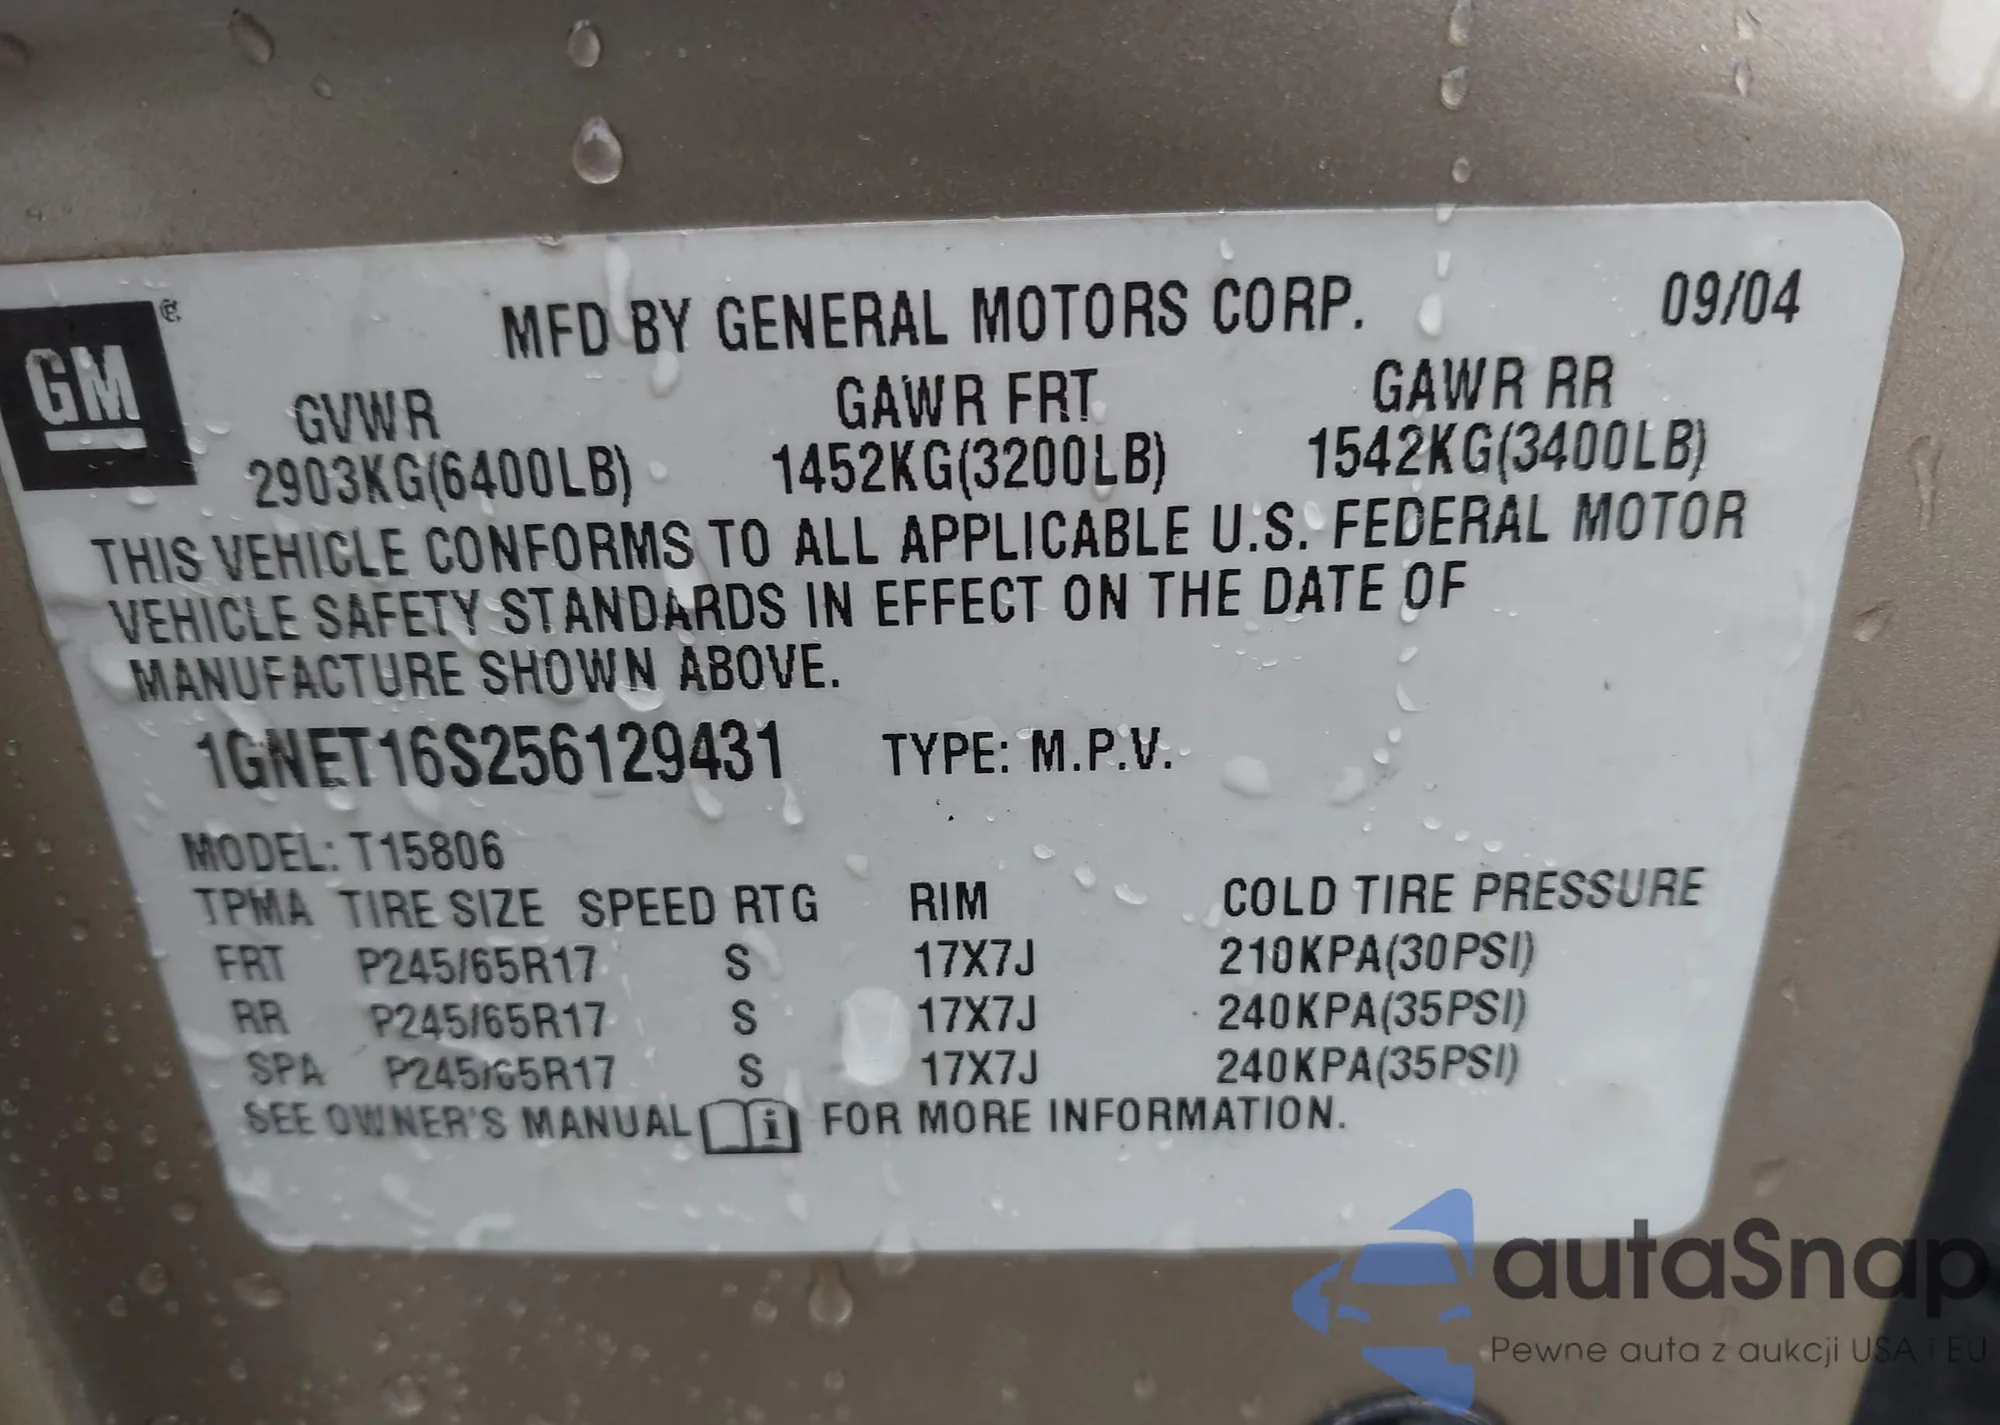 GM
MFD BY GENERAL MOTORS CORP. 09/04
GVWR GAWR FRT GAWR RR
2903KG(6400LB) 1452KG(3200LB) 1542KG(3400LB)
THIS VEHICLE CONFORMS TO ALL APPLICABLE U.S. FEDERAL MOTOR
VEHICLE SAFETY STANDARDS IN EFFECT ON THE DATE OF
MANUFACTURE SHOWN ABOVE.
1GNET16S256129431 TYPE: M.P.V.
MODEL: T15806
TPMA TIRE SIZE SPEED RTG RIM COLD TIRE PRESSURE
FRT P245/65R17 S 17X7J 210KPA(30PSI)
RR P245/65R17 S 17X7J 240KPA(35PSI)
SPA P245/65R17 S 17X7J 240KPA(35PSI)
SEE OWNER'S MANUAL i FOR MORE INFORMATION.
autaSnap
Pewne auta z aukcji USA i EU